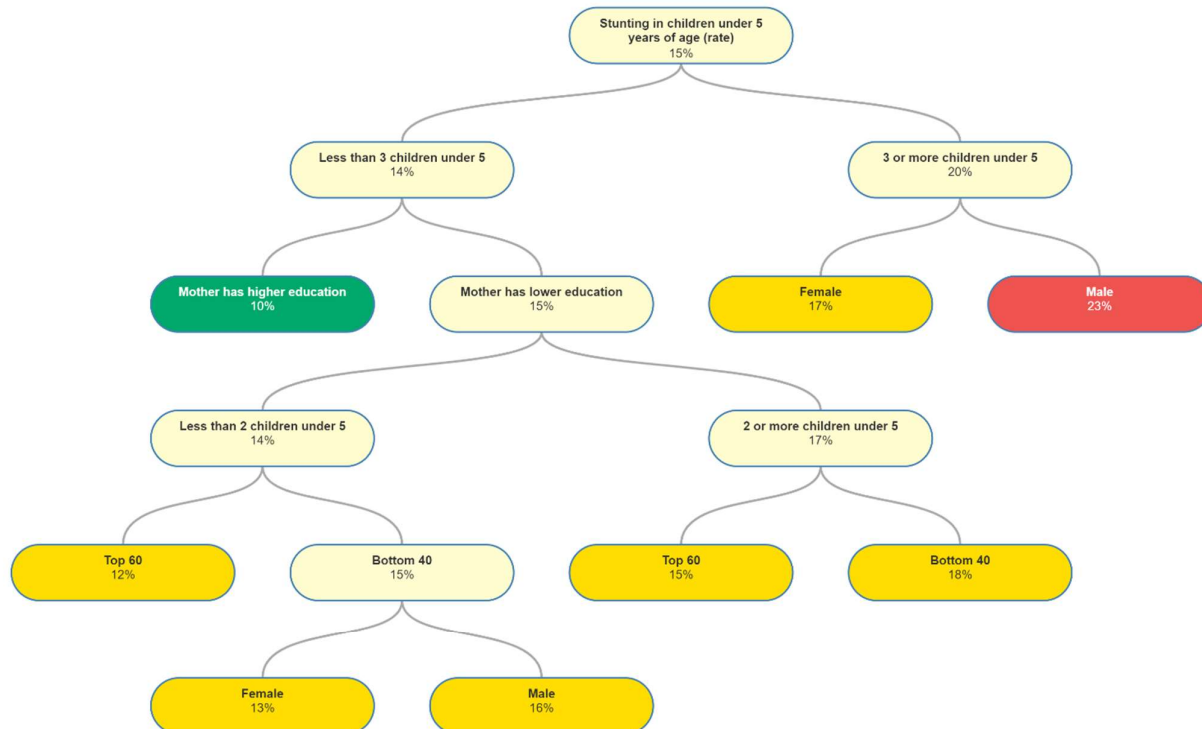 Stunting in children under 5
years of age (rate)
15%
Less than 3 children under 5
14%
3 or more children under 5
20%
Mother has higher education
10%
Mother has lower education
15%
Female
17%
Male
23%
Less than 2 children under 5
14%
2 or more children under 5
17%
Top 60
12%
Bottom 40
15%
Top 60
15%
Bottom 40
18%
Female
13%
Male
16%